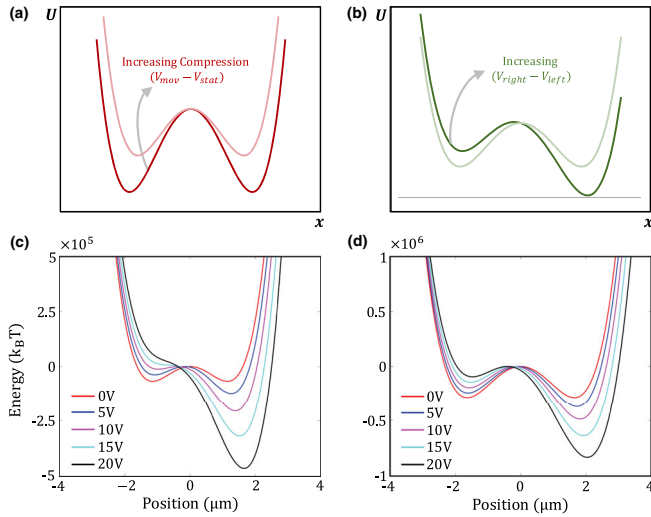 (a)
U
Increasing Compression
(V_mov − V_stat)
x
(b)
U
Increasing
(V_right − V_left)
x
(c)
×10^5
5
2.5
0
-2.5
-5
Energy (k_BT)
0V
5V
10V
15V
20V
-4
−2
0
2
4
Position (μm)
(d)
×10^6
1
0.5
0
-0.5
1
0V
5V
10V
15V
20V
-4
-2
0
2
4
Position (μm)